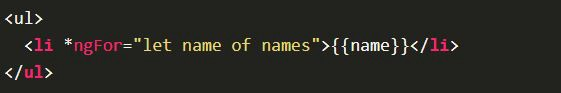 <ul>
  <li *ngFor="let name of names">{{name}}</li>
</ul>